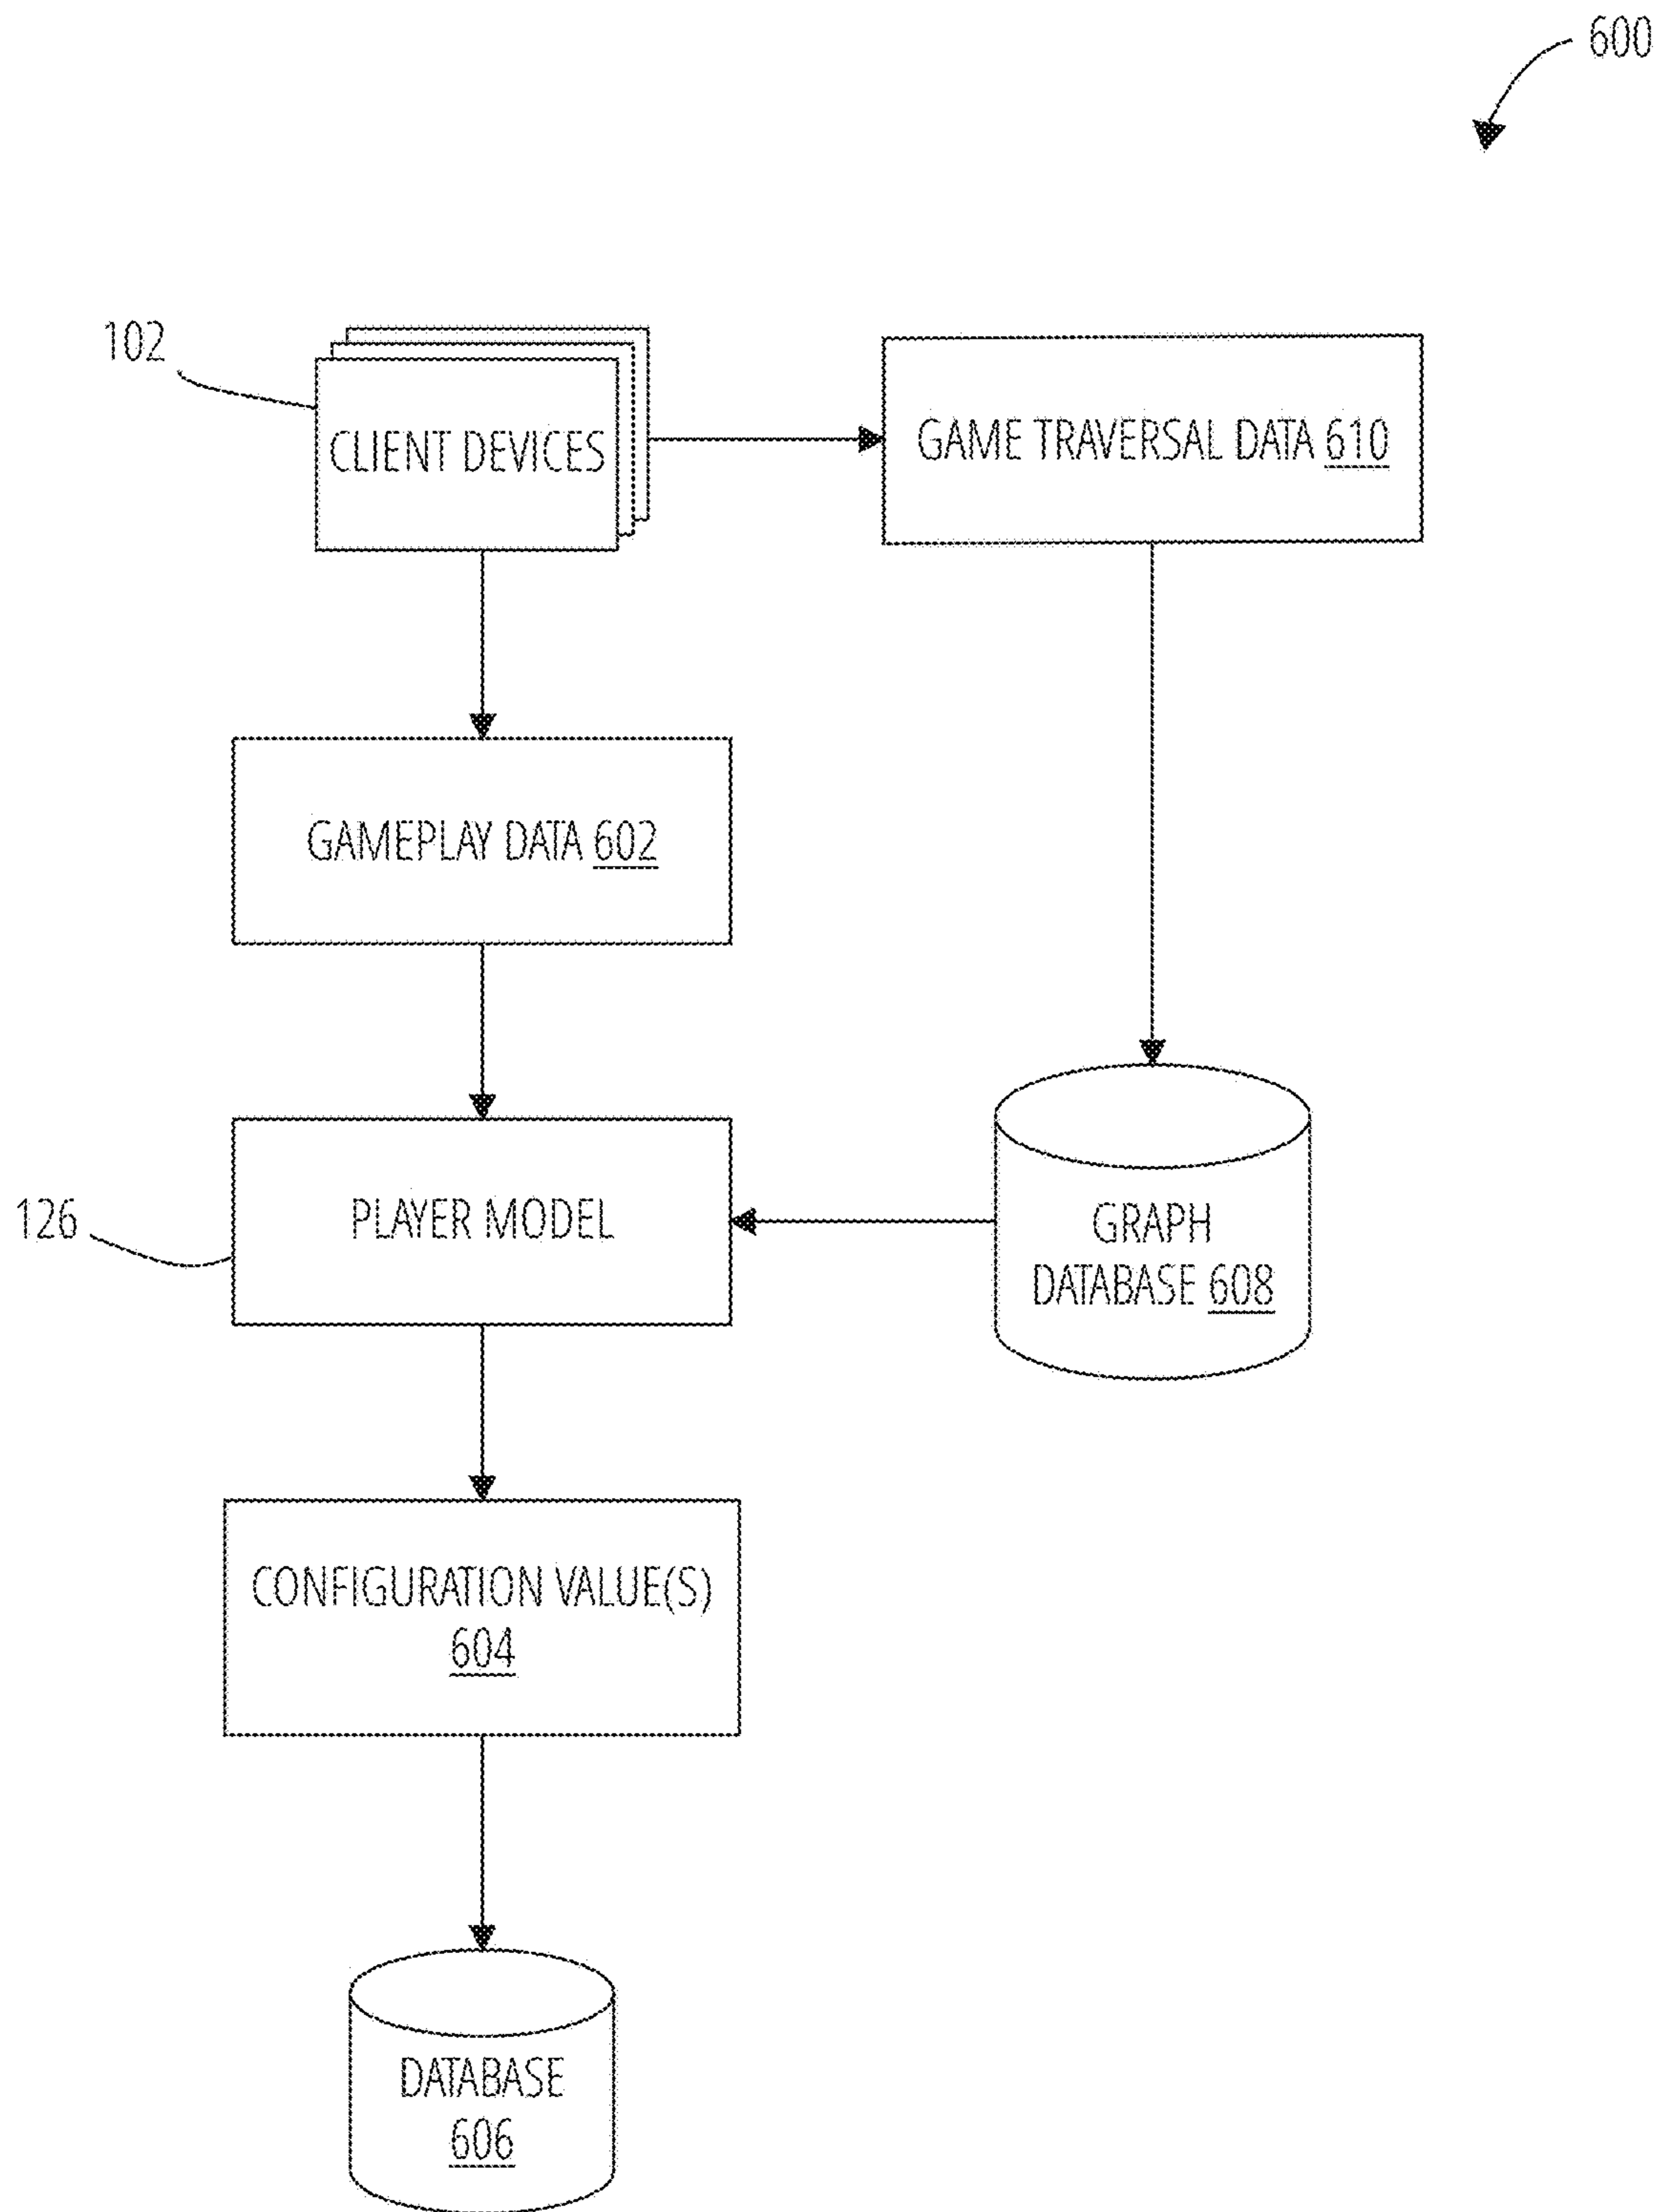 600
102
CLIENT DEVICES
GAME TRAVERSAL DATA 610
GAMEPLAY DATA 602
126
PLAYER MODEL
GRAPH
DATABASE 608
CONFIGURATION VALUE(S)
604
DATABASE
606